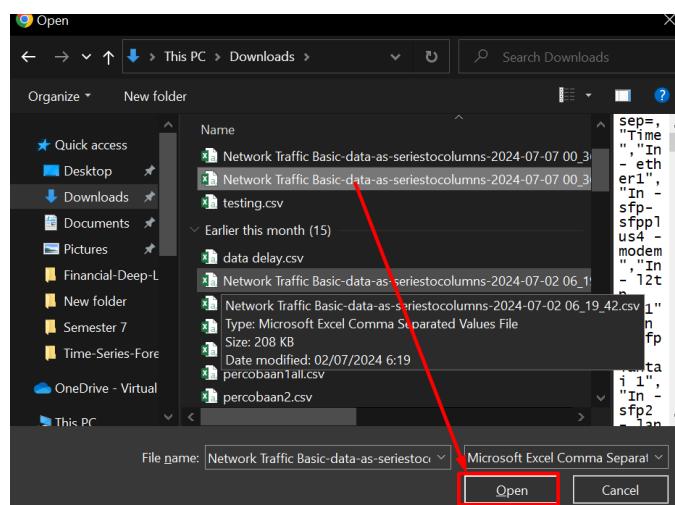 Open
This PC > Downloads >
Search Downloads
Organize
New folder
Quick access
Desktop
Downloads
Documents
Pictures
Financial-Deep-L
New folder
Semester 7
Time-Series-Fore
OneDrive - Virtual
This PC
Name
Network Traffic Basic-data-as-seriestocolumns-2024-07-07 00_3
Network Traffic Basic-data-as-seriestocolumns-2024-07-07 00_3
testing.csv
Earlier this month (15)
data delay.csv
Network Traffic Basic-data-as-seriestocolumns-2024-07-02 06_1
Network Traffic Basic-data-as-seriestocolumns-2024-07-02 06_19_42.csv
Type: Microsoft Excel Comma Separated Values File
Size: 208 KB
Date modified: 02/07/2024 6:19
percobaan1all.csv
percobaan2.csv
sep=,
"Time
","In
- eth
er1",
"In -
sfp-
sfppl
us4 -
modem
","In
- l2t
1"
fp
i 1",
"In -
sfp2
- lan
File name:
Network Traffic Basic-data-as-seriestoc
Microsoft Excel Comma Separat
Open
Cancel